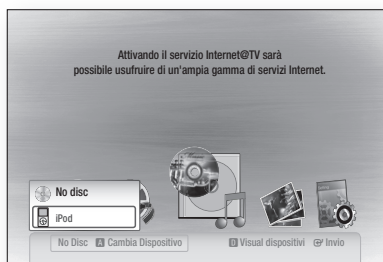 Attivando il servizio Internet@TV sarà
possibile usufruire di un'ampia gamma di servizi Internet.
No disc
iPod
No Disc A Cambia Dispositivo D Visual dispositivi Invio